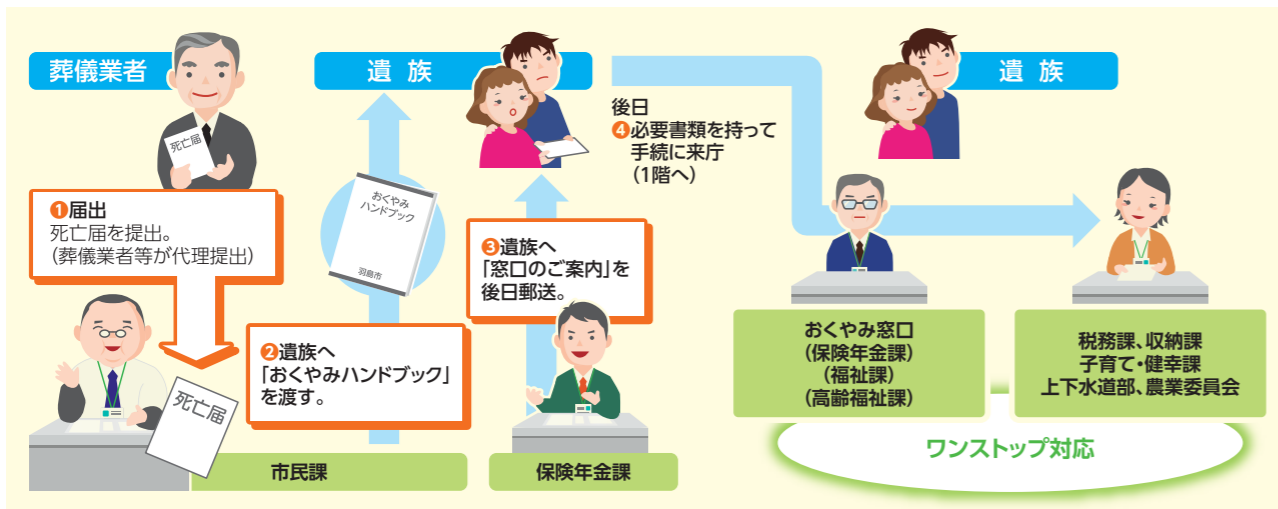 葬儀業者
死亡届
❶届出
死亡届を提出。
(葬儀業者等が代理提出)
死亡届
市民課
❷遺族へ
「おくやみハンドブック」
を渡す。
おくやみ
ハンドブック
羽島市
遺 族
❸遺族へ
「窓口のご案内」を
後日郵送。
保険年金課
後日
❹必要書類を持って
手続に来庁
(1階へ)
遺 族
おくやみ窓口
(保険年金課)
(福祉課)
(高齢福祉課)
税務課、収納課
子育て・健幸課
上下水道部、農業委員会
ワンストップ対応